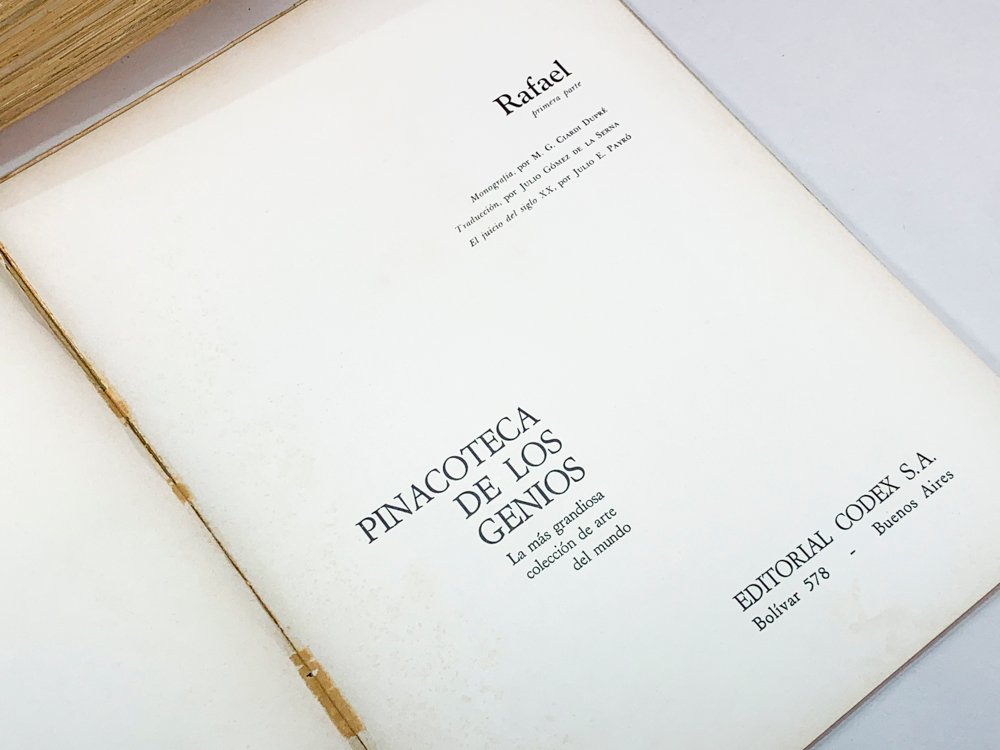 Rafael
primera parte
Monografía, por M. G. Ciardi Dupré
Traducción, por Julio Gómez de la Serna
El juicio del siglo XX, por Julio E. Payró
PINACOTECA
DE LOS
GENIOS
La más grandiosa
colección de arte
del mundo
EDITORIAL CODEX S.A.
Bolívar 578 - Buenos Aires